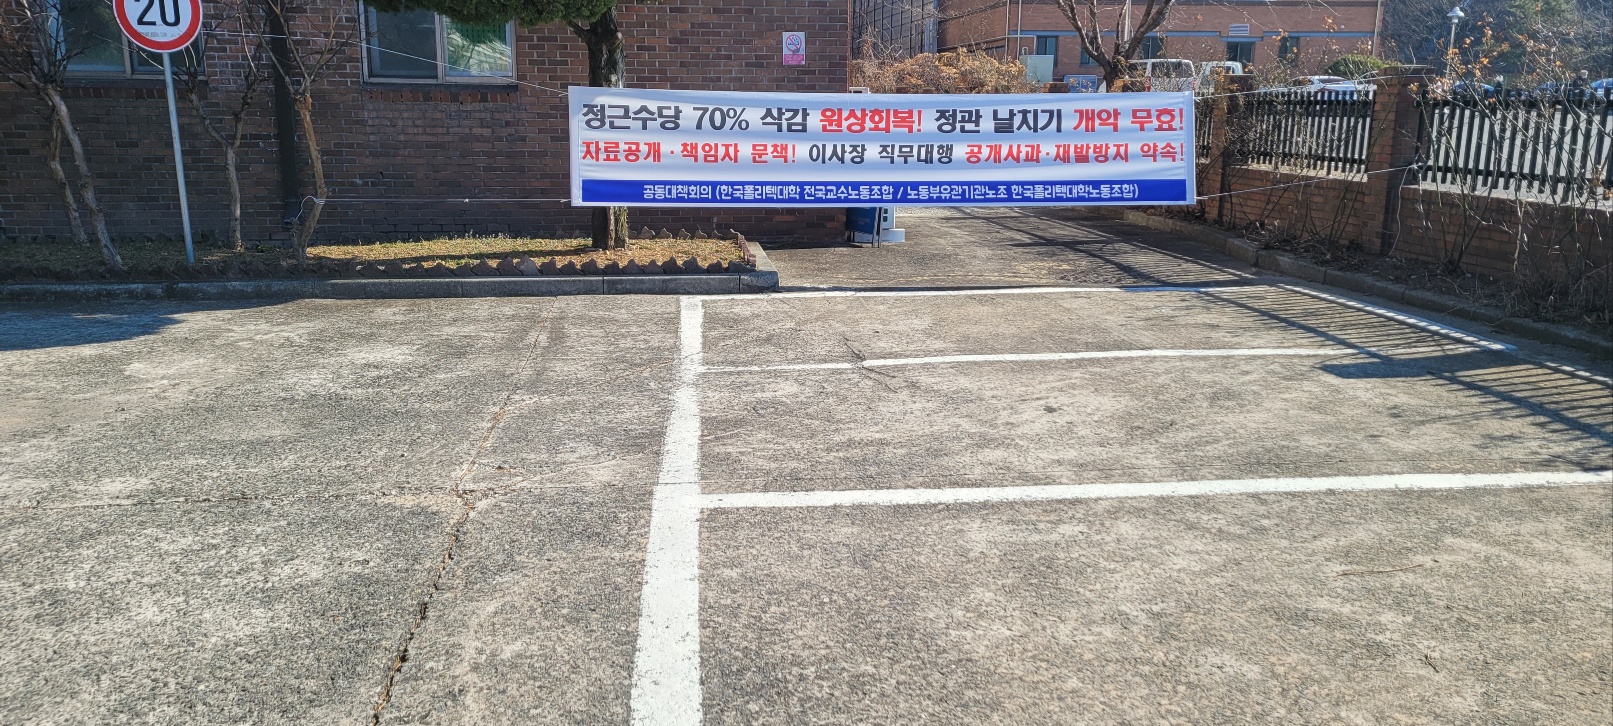 20
정근수당 70% 삭감 원상회복! 정관 날치기 개악 무효!
자료공개·책임자 문책! 이사장 직무대행 공개사과·재발방지 약속!
공동대책회의 (한국폴리텍대학 전국교수노동조합 / 노동부유관기관노조 한국폴리텍대학노동조합)